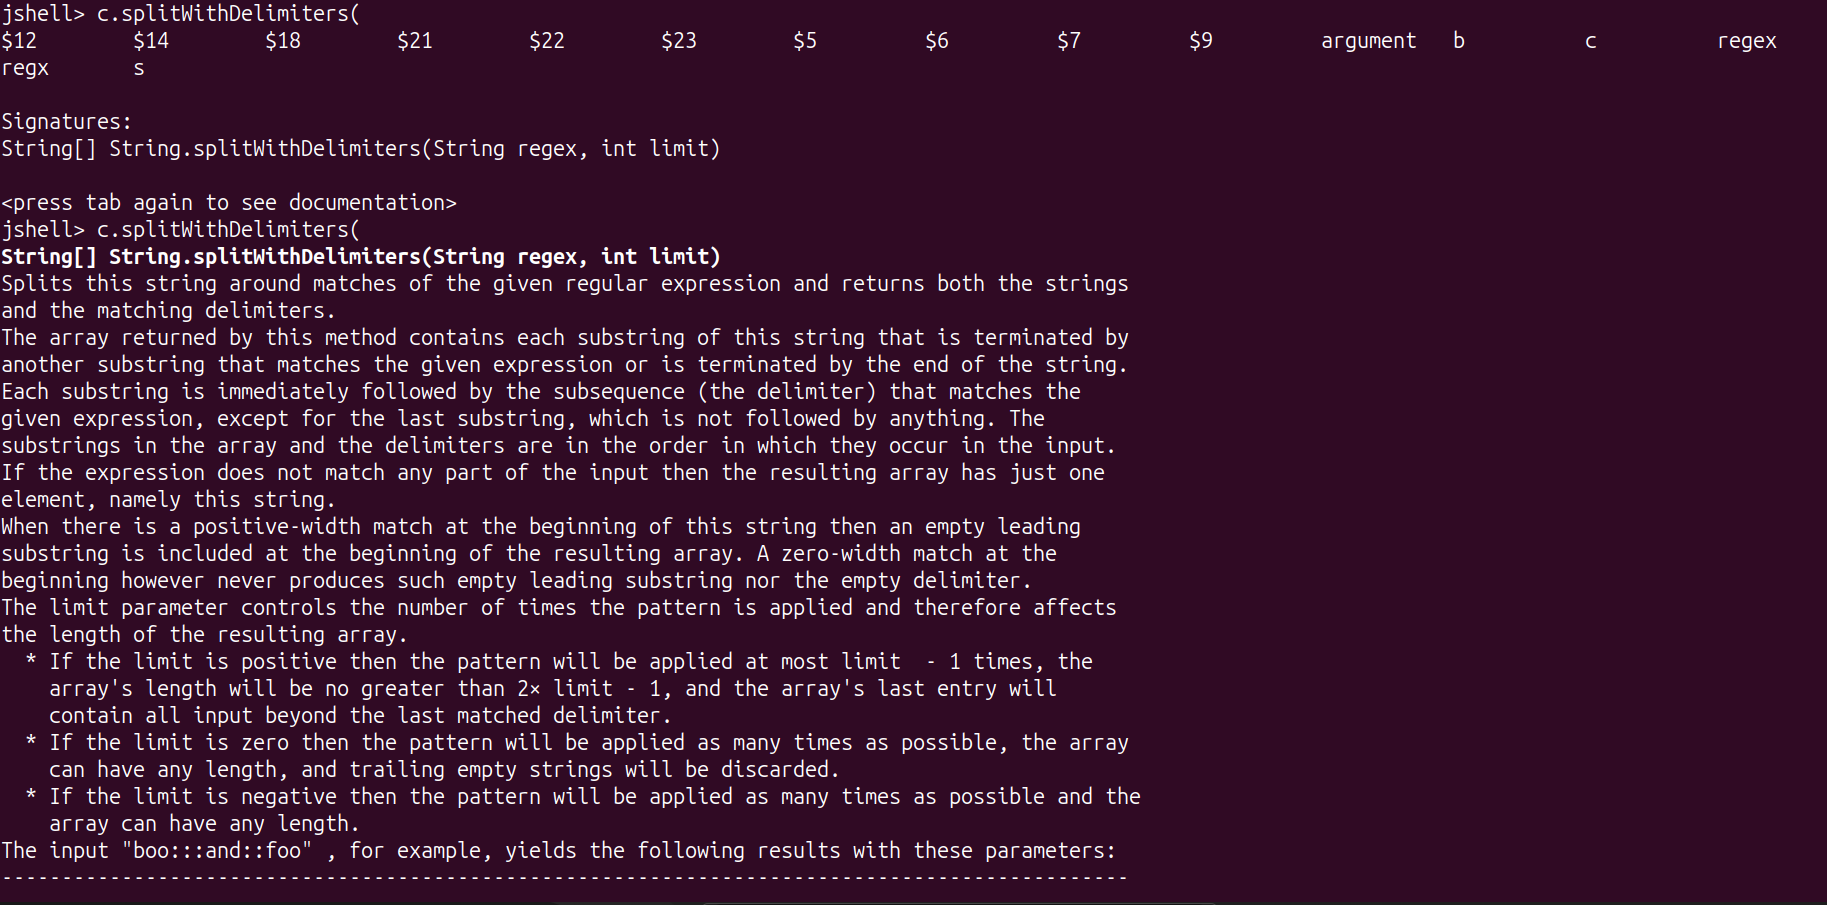 jshell> c.splitWithDelimiters(
$12 $14 $18 $21 $22 $23 $5 $6 $7 $9 argument b c regex
regx s
Signatures:
String[] String.splitWithDelimiters(String regex, int limit)
<press tab again to see documentation>
jshell> c.splitWithDelimiters(
String[] String.splitWithDelimiters(String regex, int limit)
Splits this string around matches of the given regular expression and returns both the strings
and the matching delimiters.
The array returned by this method contains each substring of this string that is terminated by
another substring that matches the given expression or is terminated by the end of the string.
Each substring is immediately followed by the subsequence (the delimiter) that matches the
given expression, except for the last substring, which is not followed by anything. The
substrings in the array and the delimiters are in the order in which they occur in the input.
If the expression does not match any part of the input then the resulting array has just one
element, namely this string.
When there is a positive-width match at the beginning of this string then an empty leading
substring is included at the beginning of the resulting array. A zero-width match at the
beginning however never produces such empty leading substring nor the empty delimiter.
The limit parameter controls the number of times the pattern is applied and therefore affects
the length of the resulting array.
  * If the limit is positive then the pattern will be applied at most limit  - 1 times, the
    array's length will be no greater than 2× limit - 1, and the array's last entry will
    contain all input beyond the last matched delimiter.
  * If the limit is zero then the pattern will be applied as many times as possible, the array
    can have any length, and trailing empty strings will be discarded.
  * If the limit is negative then the pattern will be applied as many times as possible and the
    array can have any length.
The input "boo:::and::foo" , for example, yields the following results with these parameters:
----------------------------------------------------------------------------------------------